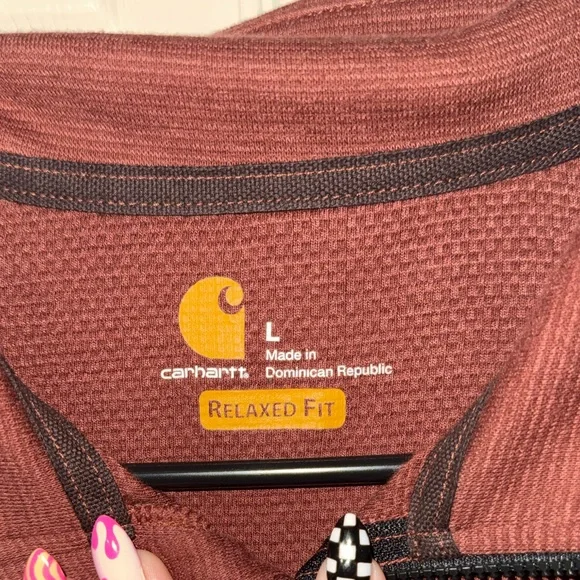 L
Made in
carhartt. Dominican Republic
RELAXED FIT